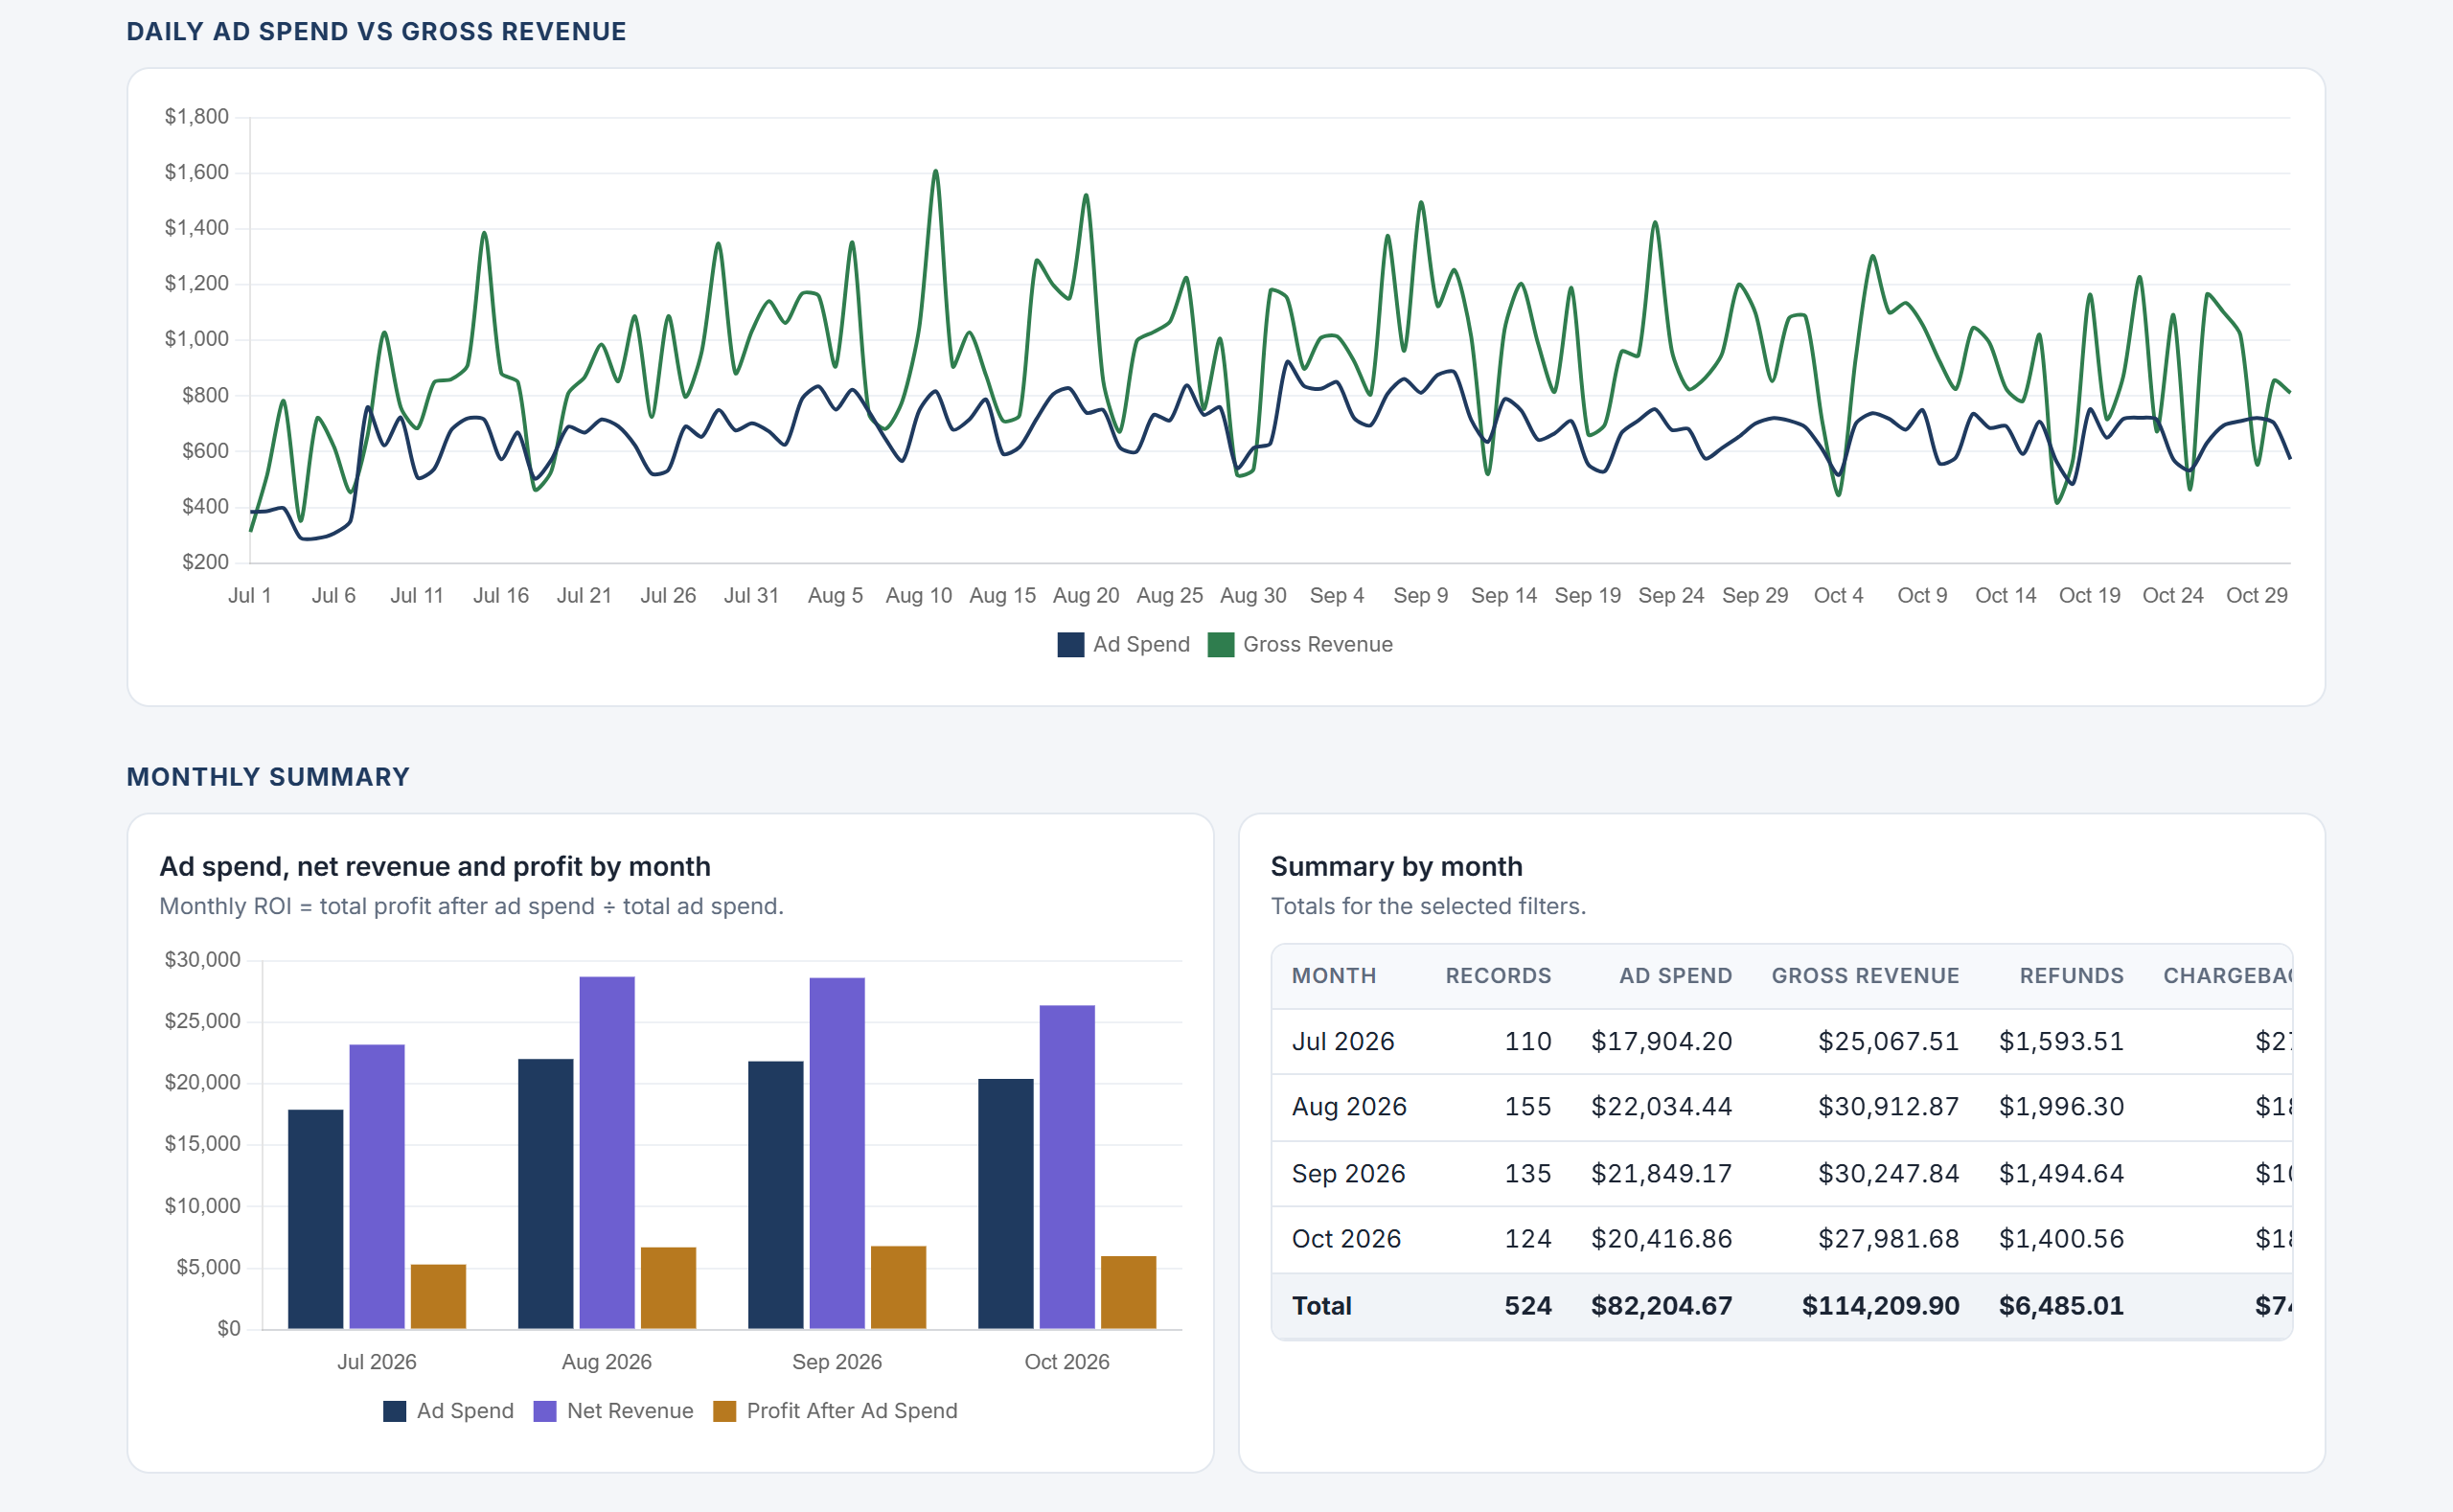 DAILY AD SPEND VS GROSS REVENUE
$1,800
$1,600
$1,400
$1,200
$1,000
$800
$600
$400
$200
Jul 1 Jul 6 Jul 11 Jul 16 Jul 21 Jul 26 Jul 31 Aug 5 Aug 10 Aug 15 Aug 20 Aug 25 Aug 30 Sep 4 Sep 9 Sep 14 Sep 19 Sep 24 Sep 29 Oct 4 Oct 9 Oct 14 Oct 19 Oct 24 Oct 29
Ad Spend Gross Revenue
MONTHLY SUMMARY
Ad spend, net revenue and profit by month
Monthly ROI = total profit after ad spend ÷ total ad spend.
$30,000
$25,000
$20,000
$15,000
$10,000
$5,000
$0
Jul 2026 Aug 2026 Sep 2026 Oct 2026
Ad Spend Net Revenue Profit After Ad Spend
Summary by month
Totals for the selected filters.
MONTH RECORDS AD SPEND GROSS REVENUE REFUNDS
Jul 2026 110 $17,904.20 $25,067.51 $1,593.51
Aug 2026 155 $22,034.44 $30,912.87 $1,996.30
Sep 2026 135 $21,849.17 $30,247.84 $1,494.64
Oct 2026 124 $20,416.86 $27,981.68 $1,400.56
Total 524 $82,204.67 $114,209.90 $6,485.01